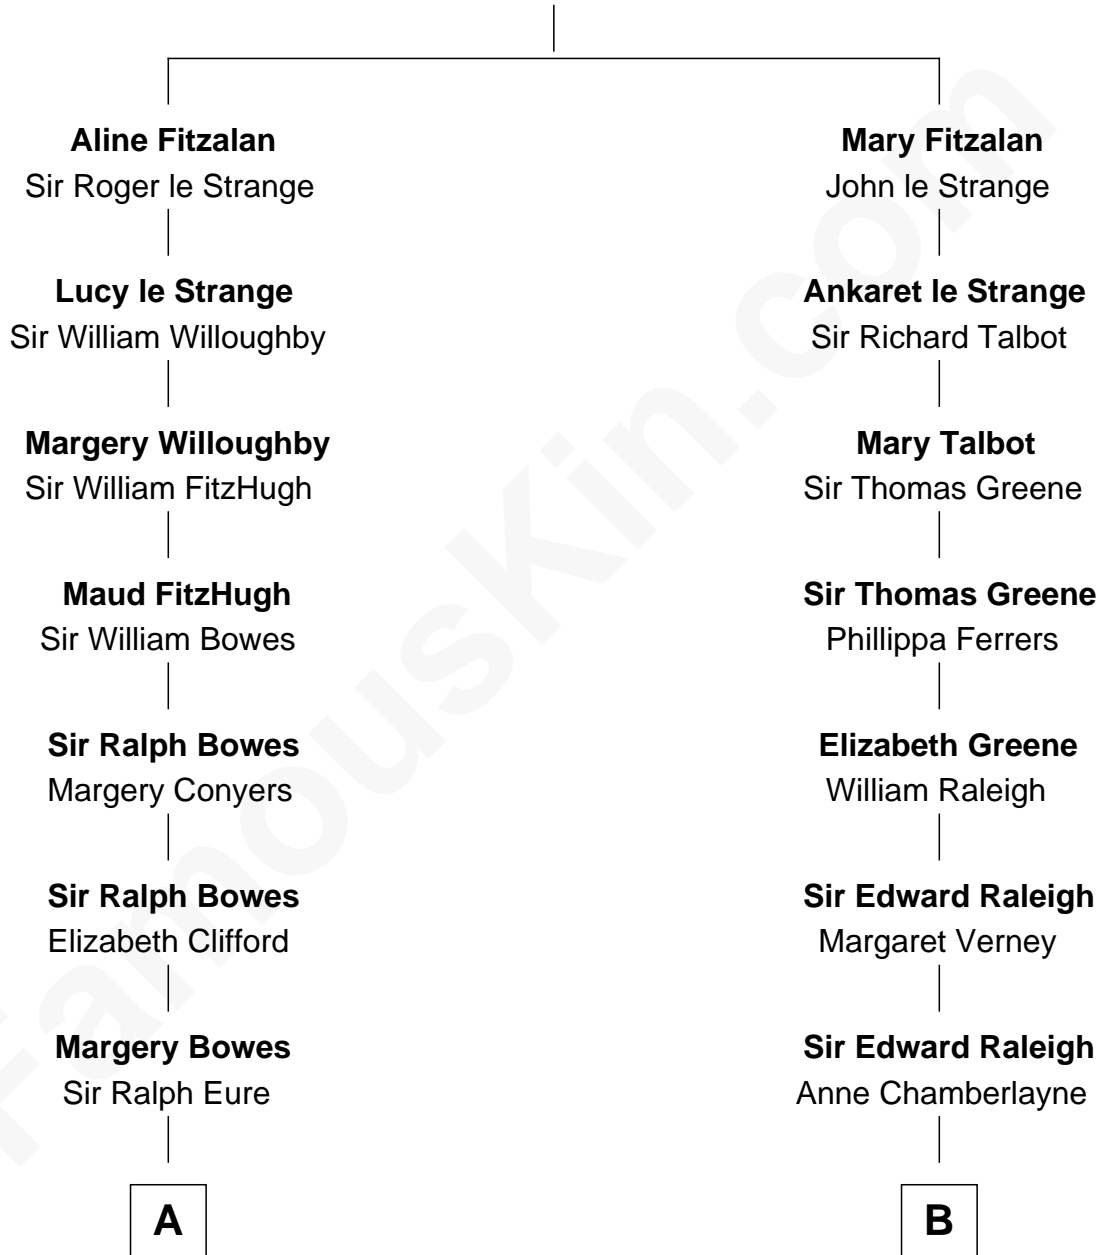 Aline Fitzalan
Sir Roger le Strange
Mary Fitzalan
John le Strange
Lucy le Strange
Sir William Willoughby
Ankaret le Strange
Sir Richard Talbot
Margery Willoughby
Sir William FitzHugh
Mary Talbot
Sir Thomas Greene
Maud FitzHugh
Sir William Bowes
Sir Thomas Greene
Phillippa Ferrers
Sir Ralph Bowes
Margery Conyers
Elizabeth Greene
William Raleigh
Sir Ralph Bowes
Elizabeth Clifford
Sir Edward Raleigh
Margaret Verney
Margery Bowes
Sir Ralph Eure
Sir Edward Raleigh
Anne Chamberlayne
A
B
FamousKin.com